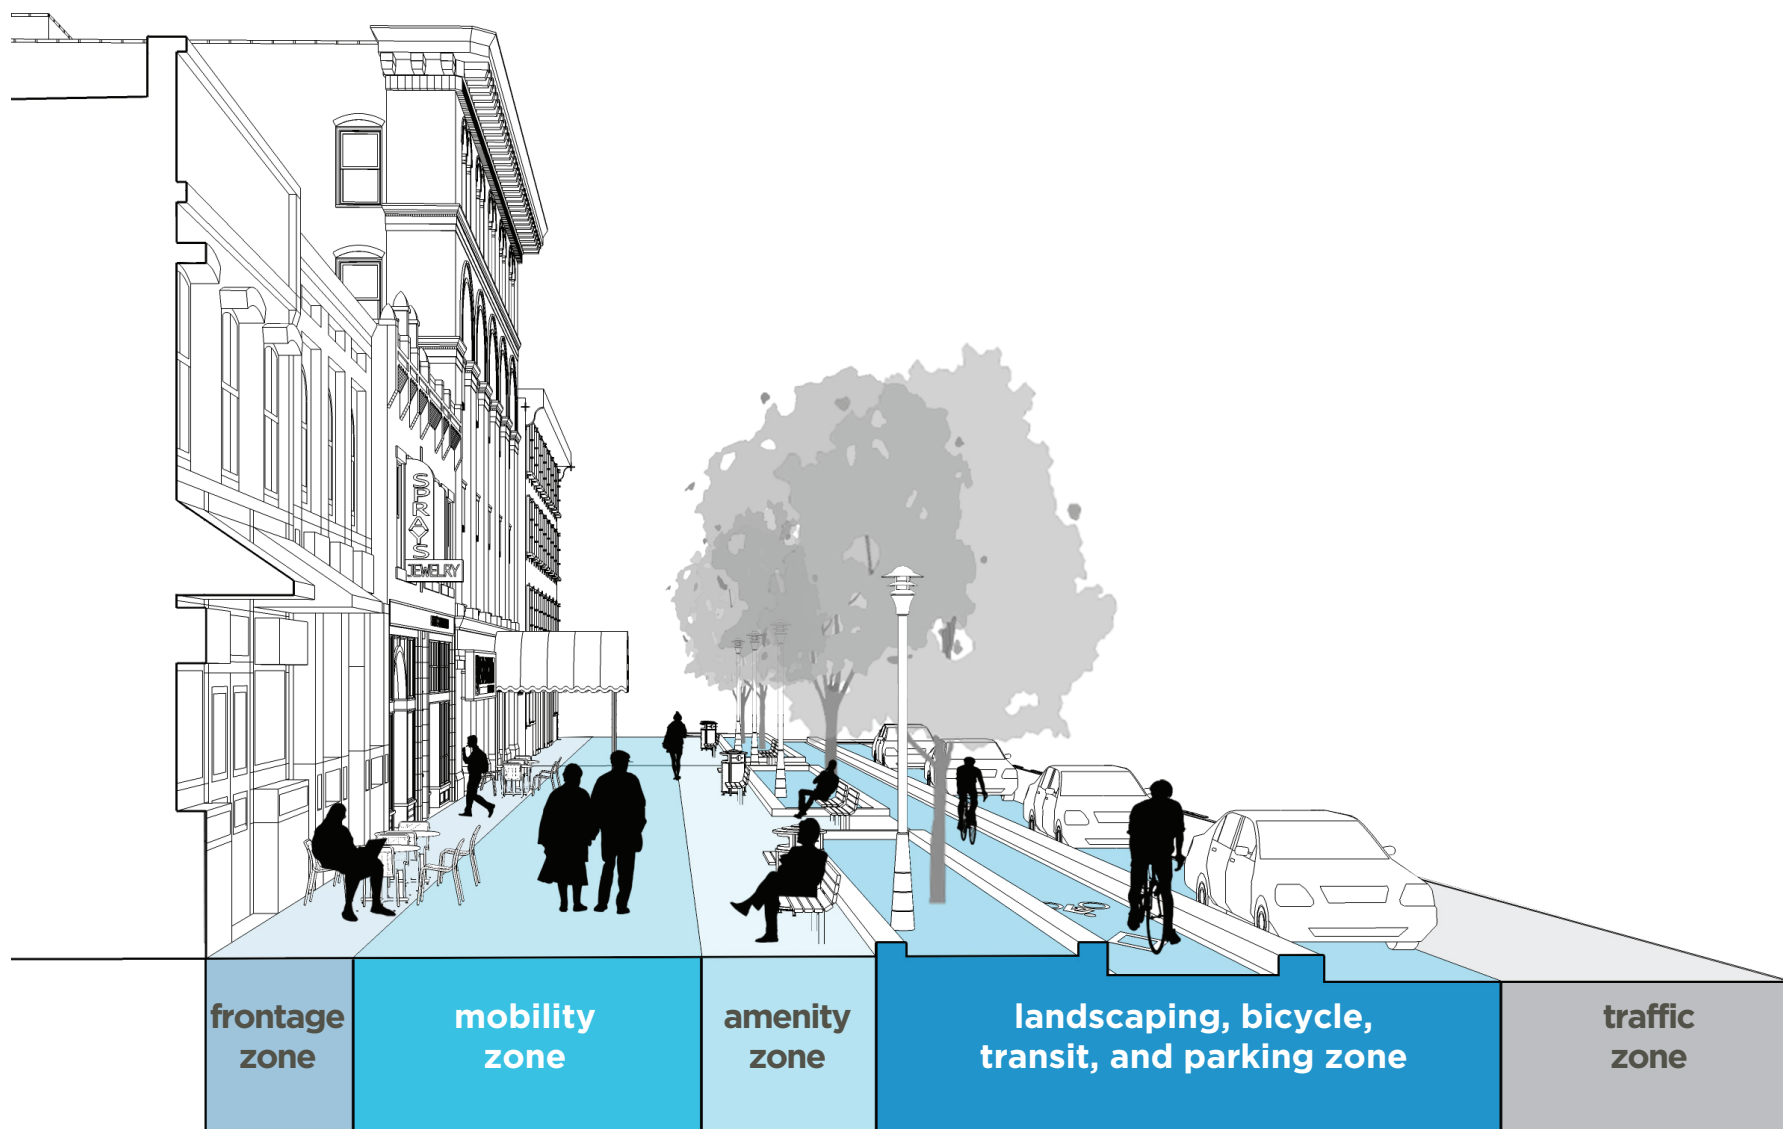 SPRAYS
JEWELRY
frontage
zone
mobility
zone
amenity
zone
landscaping, bicycle,
transit, and parking zone
traffic
zone